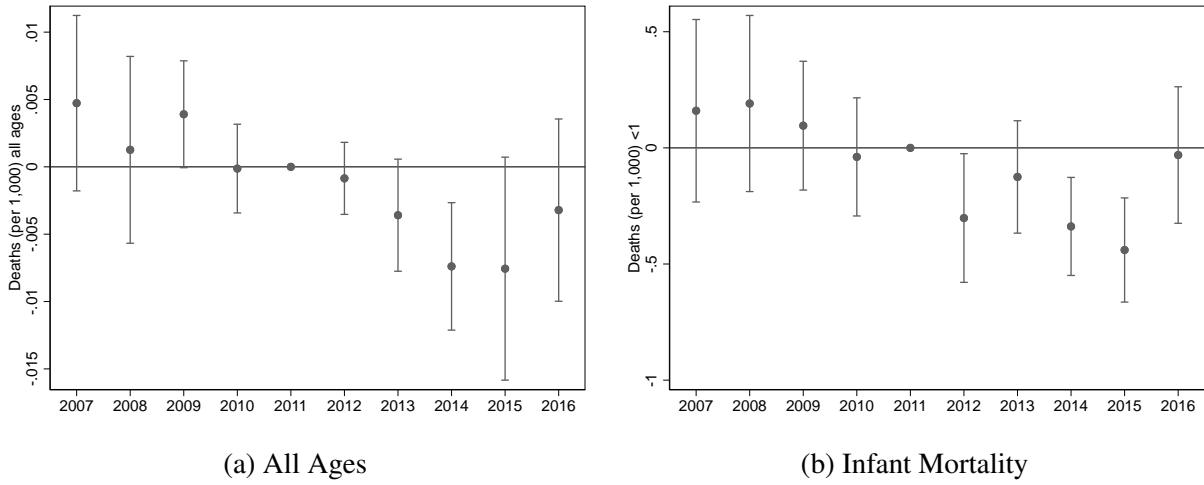 Deaths (per 1,000) all ages
.01
.005
0
-.005
-.01
-.015
2007 2008 2009 2010 2011 2012 2013 2014 2015 2016
(a) All Ages
Deaths (per 1,000) <1
.5
0
-.5
-1
2007 2008 2009 2010 2011 2012 2013 2014 2015 2016
(b) Infant Mortality